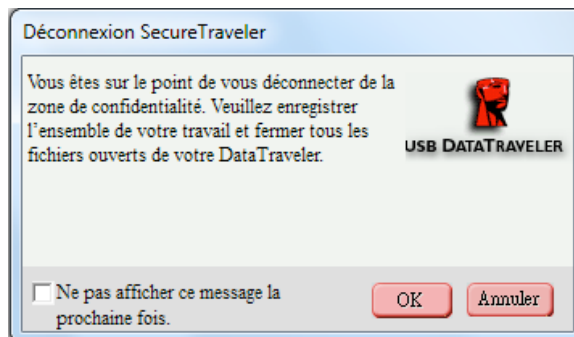 Déconnexion SecureTraveler
Vous êtes sur le point de vous déconnecter de la
zone de confidentialité. Veuillez enregistrer
l'ensemble de votre travail et fermer tous les
fichiers ouverts de votre DataTraveler.
USB DATATRAVELER
Ne pas afficher ce message la
prochaine fois.
OK
Annuler